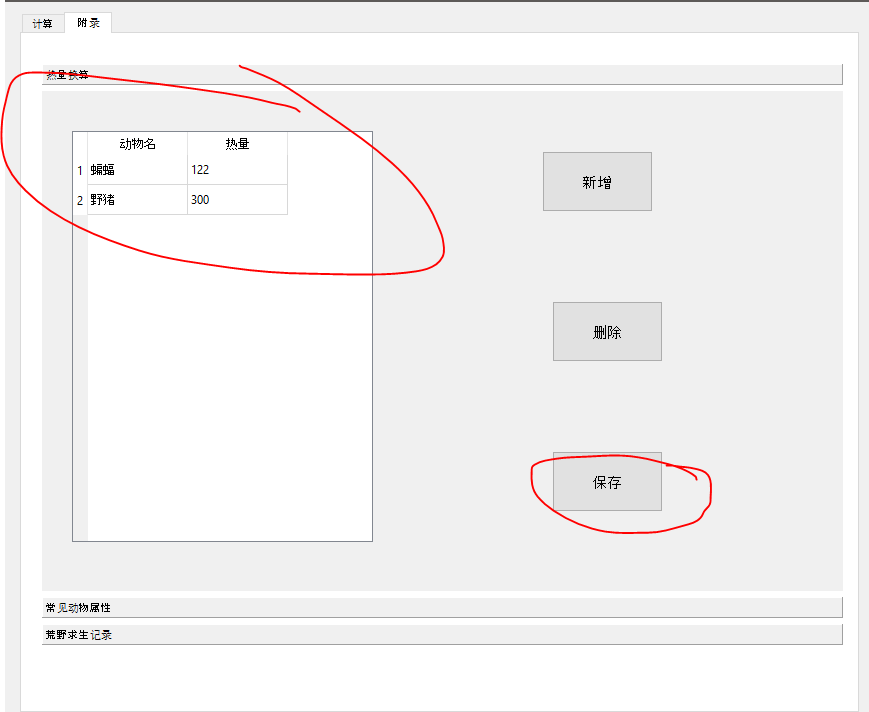 计算 附录
热量换算
动物名 热量
1 蝙蝠 122
2 野猪 300
新增
删除
保存
常见动物属性
荒野求生记录